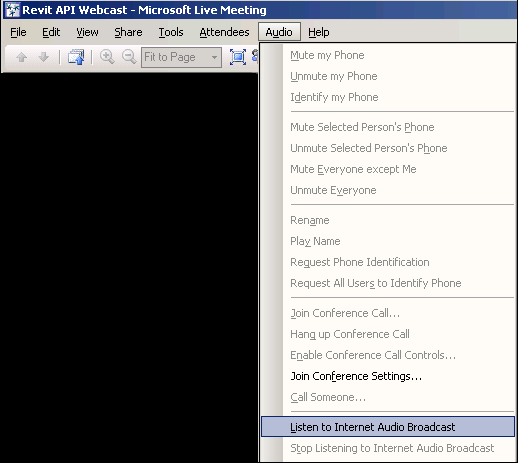 Revit API Webcast - Microsoft Live Meeting
File Edit View Share Tools Attendees Audio Help
Fit to Page
Mute my Phone
Unmute my Phone
Identify my Phone
Mute Selected Person's Phone
Unmute Selected Person's Phone
Mute Everyone except Me
Unmute Everyone
Rename
Play Name
Request Phone Identification
Request All Users to Identify Phone
Join Conference Call...
Hang up Conference Call
Enable Conference Call Controls...
Join Conference Settings...
Call Someone...
Listen to Internet Audio Broadcast
Stop Listening to Internet Audio Broadcast